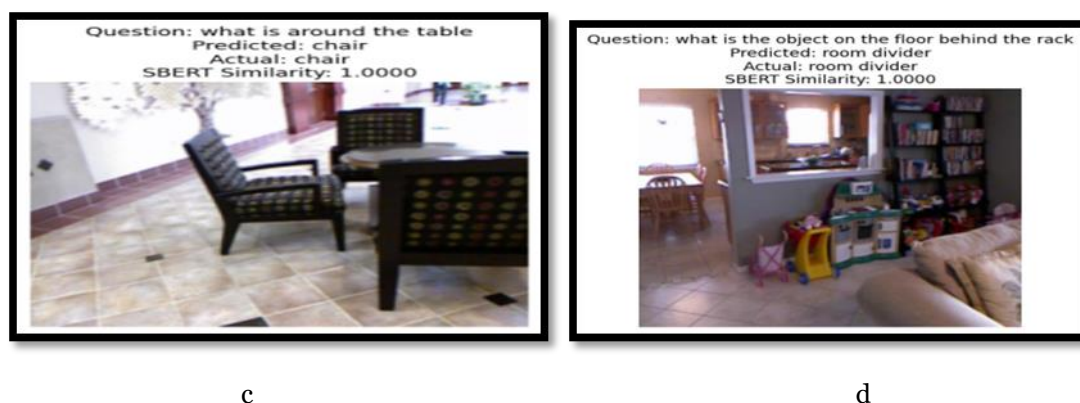 Question: what is around the table
Predicted: chair
Actual: chair
SBERT Similarity: 1.0000
Question: what is the object on the floor behind the rack
Predicted: room divider
Actual: room divider
SBERT Similarity: 1.0000
c
d